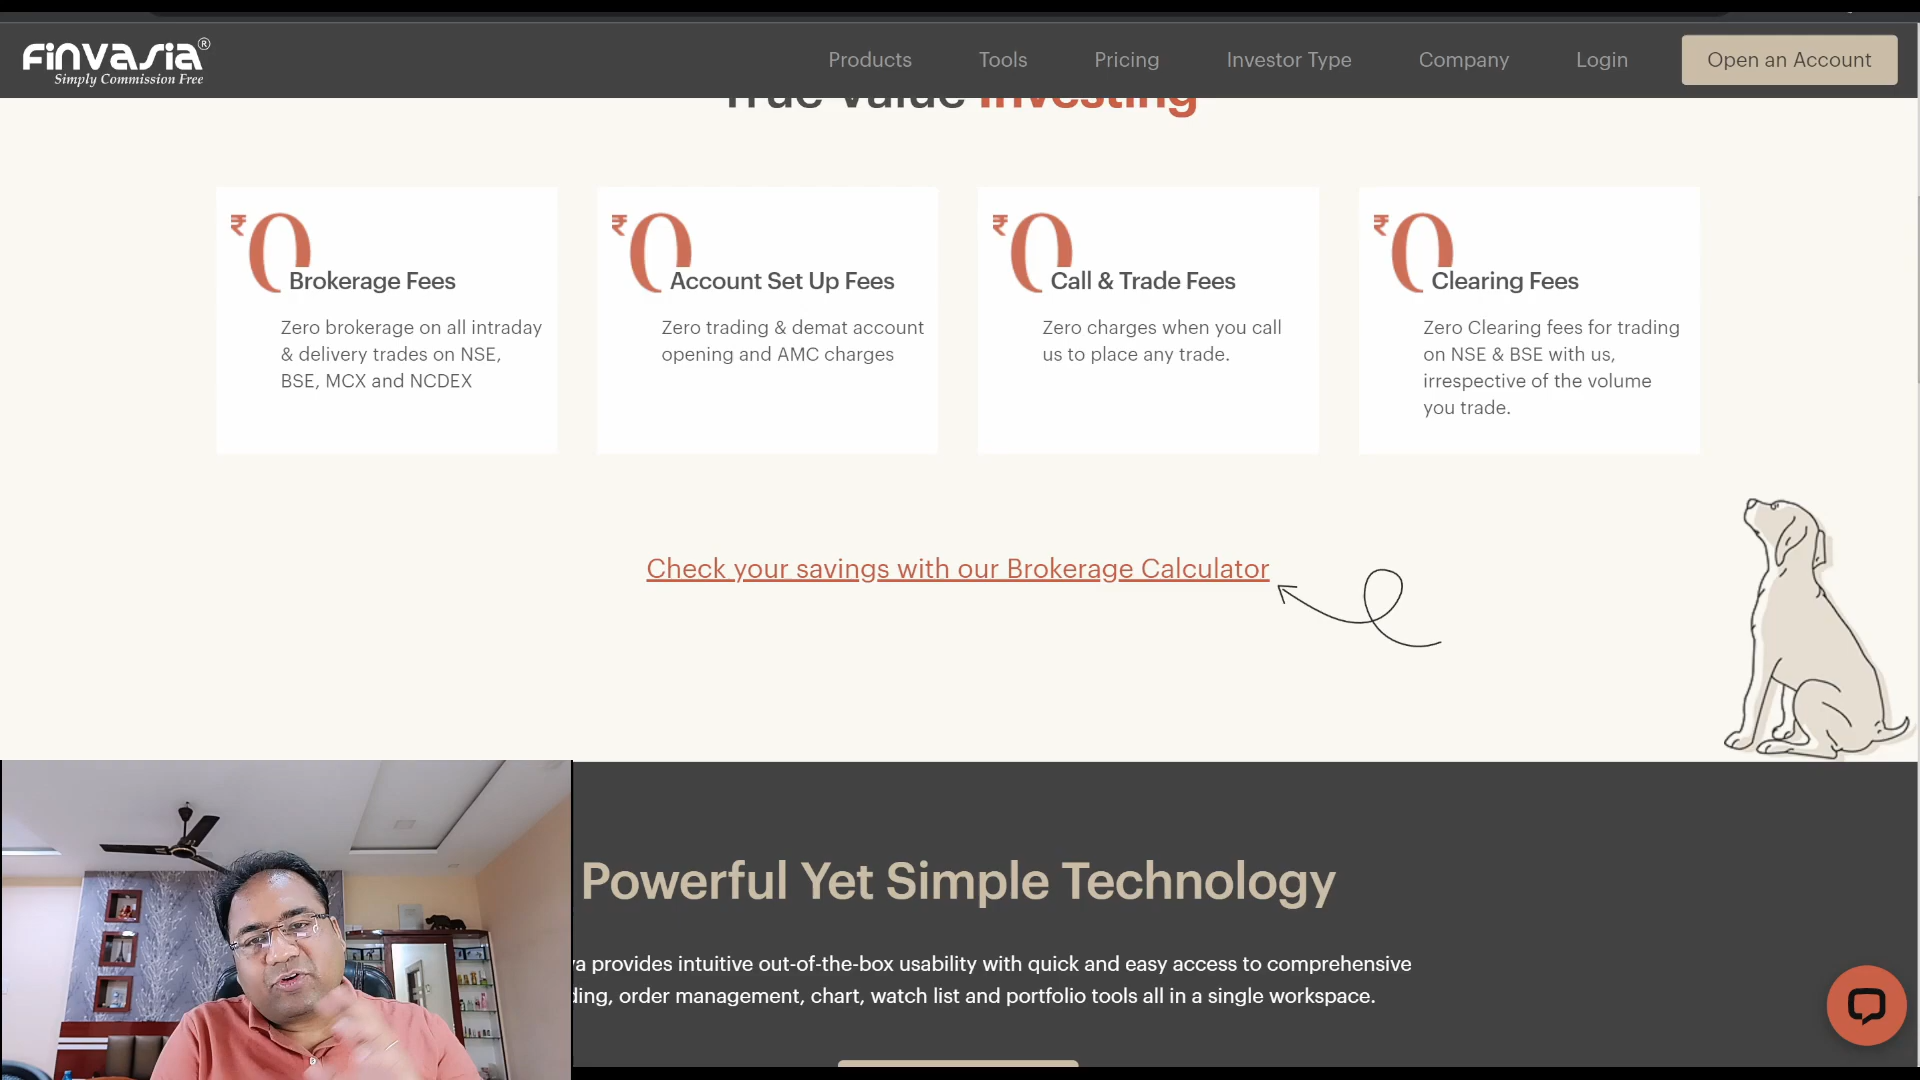 finvasia®
Simply Commission Free
Products
Tools
Pricing
Investor Type
Company
Login
Open an Account
True Value Investing
₹0
Brokerage Fees
Zero brokerage on all intraday
& delivery trades on NSE,
BSE, MCX and NCDEX
₹0
Account Set Up Fees
Zero trading & demat account
opening and AMC charges
₹0
Call & Trade Fees
Zero charges when you call
us to place any trade.
₹0
Clearing Fees
Zero Clearing fees for trading
on NSE & BSE with us,
irrespective of the volume
you trade.
Check your savings with our Brokerage Calculator
Powerful Yet Simple Technology
provides intuitive out-of-the-box usability with quick and easy access to comprehensive
order management, chart, watch list and portfolio tools all in a single workspace.